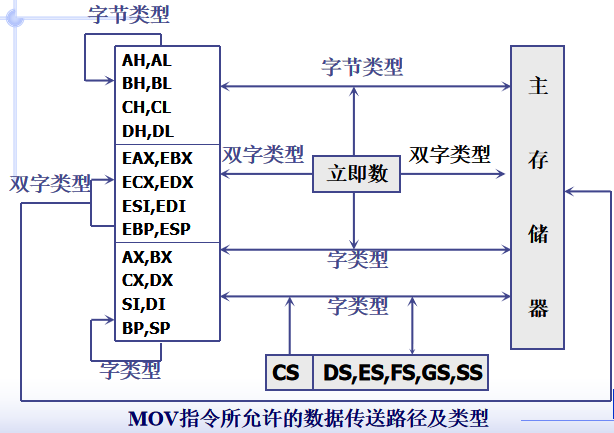 字节类型
AH,AL
BH,BL
CH,CL
DH,DL
字节类型
主
存
储
器
EAX,EBX
ECX,EDX
ESI,EDI
EBP,ESP
双字类型
双字类型
立即数
双字类型
AX,BX
CX,DX
SI,DI
BP,SP
字类型
字类型
字类型
CS
DS,ES,FS,GS,SS
MOV指令所允许的数据传送路径及类型